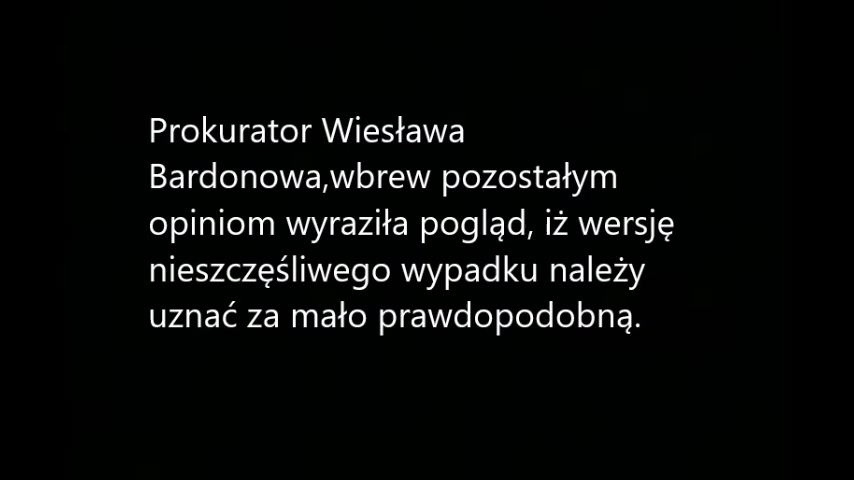 Prokurator Wiesława
Bardonowa,wbrew pozostałym
opiniom wyraziła pogląd, iż wersję
nieszczęśliwego wypadku należy
uznać za mało prawdopodobną.